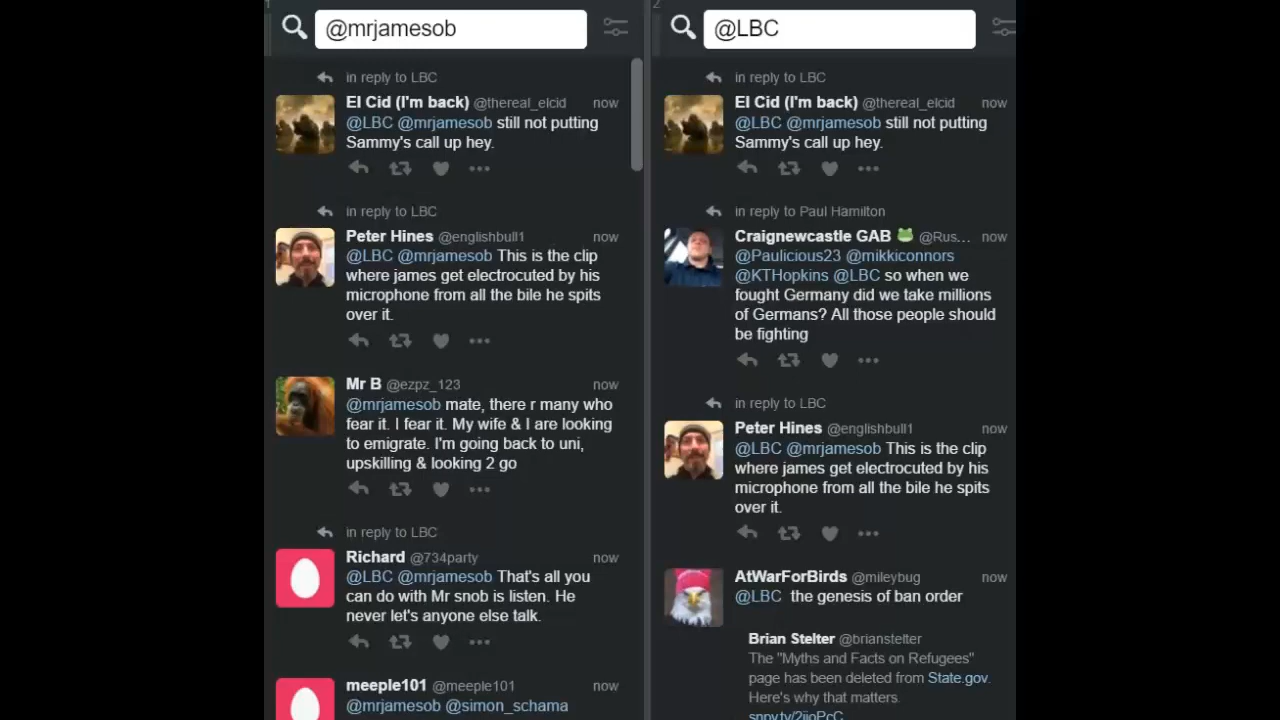 1
@mrjamesob
in reply to LBC
El Cid (I'm back) @thereal_elcid now
@LBC @mrjamesob still not putting
Sammy's call up hey.
in reply to LBC
Peter Hines @englishbull1 now
@LBC @mrjamesob This is the clip
where james get electrocuted by his
microphone from all the bile he spits
over it.
Mr B @ezpz_123 now
@mrjamesob mate, there r many who
fear it. I fear it. My wife & I are looking
to emigrate. I'm going back to uni,
upskilling & looking 2 go
in reply to LBC
Richard @734party now
@LBC @mrjamesob That's all you
can do with Mr snob is listen. He
never let's anyone else talk.
meeple101 @meeple101 now
@mrjamesob @simon_schama
2
@LBC
in reply to LBC
El Cid (I'm back) @thereal_elcid now
@LBC @mrjamesob still not putting
Sammy's call up hey.
in reply to Paul Hamilton
Craignewcastle GAB 🐸 @Rus... now
@Paulicious23 @mikkiconnors
@KTHopkins @LBC so when we
fought Germany did we take millions
of Germans? All those people should
be fighting
in reply to LBC
Peter Hines @englishbull1 now
@LBC @mrjamesob This is the clip
where james get electrocuted by his
microphone from all the bile he spits
over it.
AtWarForBirds @mileybug now
@LBC the genesis of ban order
Brian Stelter @brianstelter
The "Myths and Facts on Refugees"
page has been deleted from State.gov.
Here's why that matters.